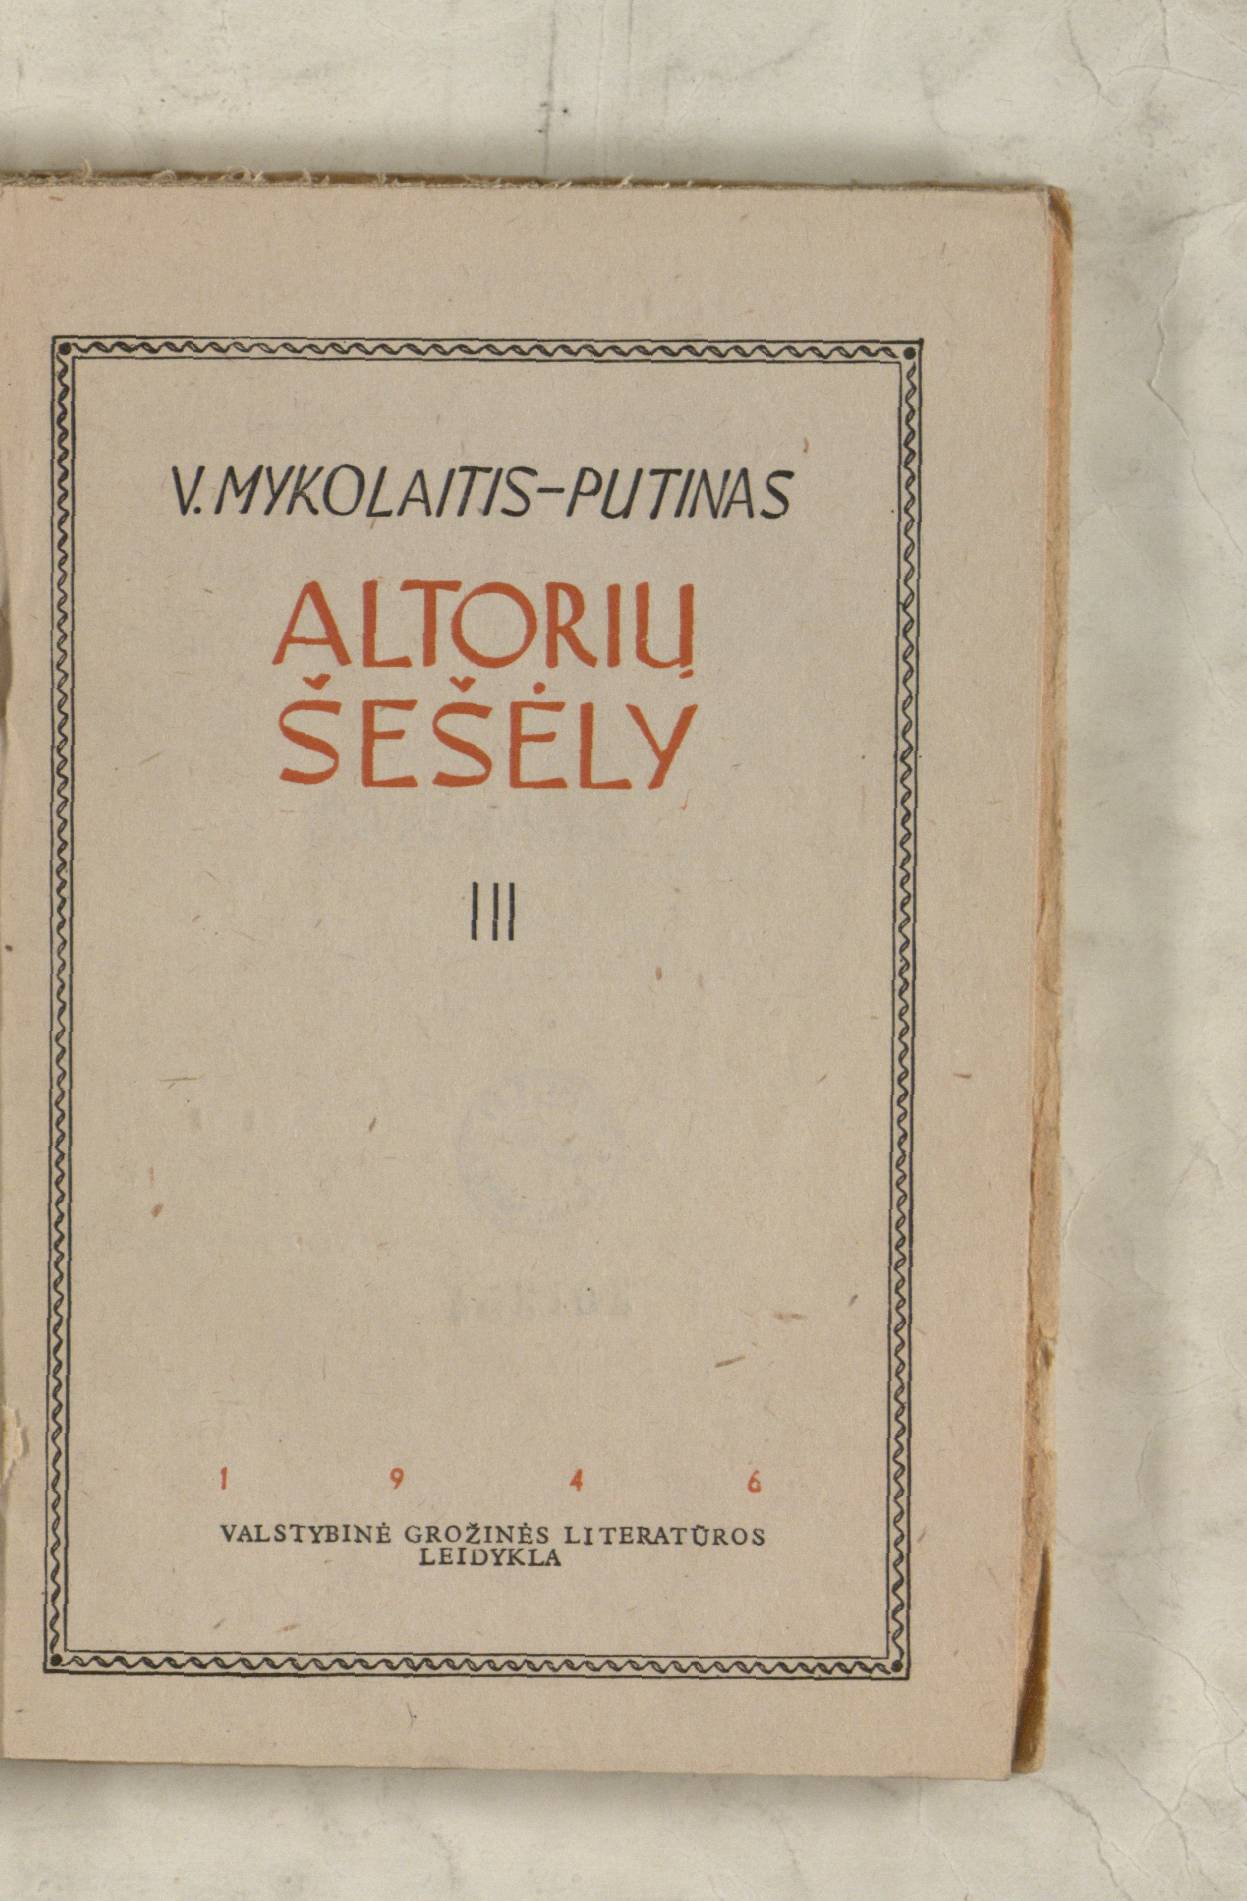 V. MYKOLAITIS-PUTINAS
ALTORIŲ
ŠEŠĖLY
III
1 9 4 6
VALSTYBINĖ GROŽINĖS LITERATŪROS
LEIDYKLA